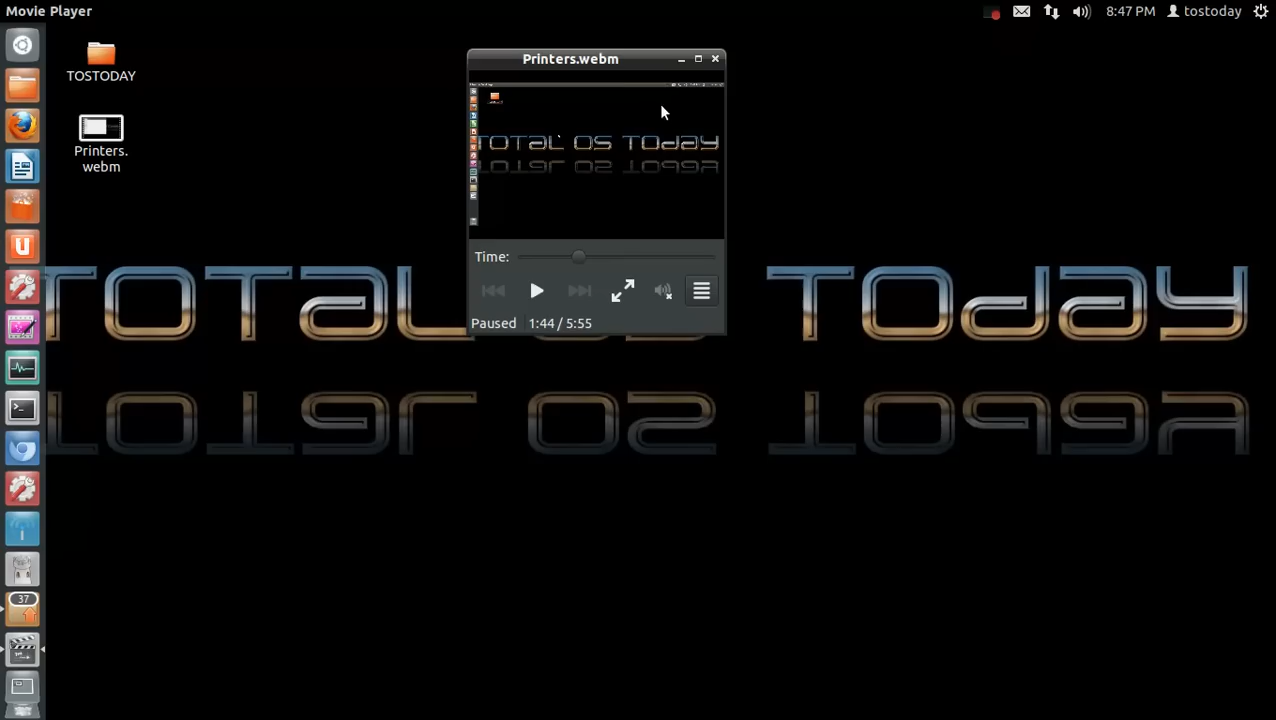 Movie Player
8:47 PM
tostoday
TOSTODAY
Printers.
webm
Printers.webm
TOTAL OS TODAY
Time:
Paused
1:44 / 5:55
TOTAL OS TODAY
37